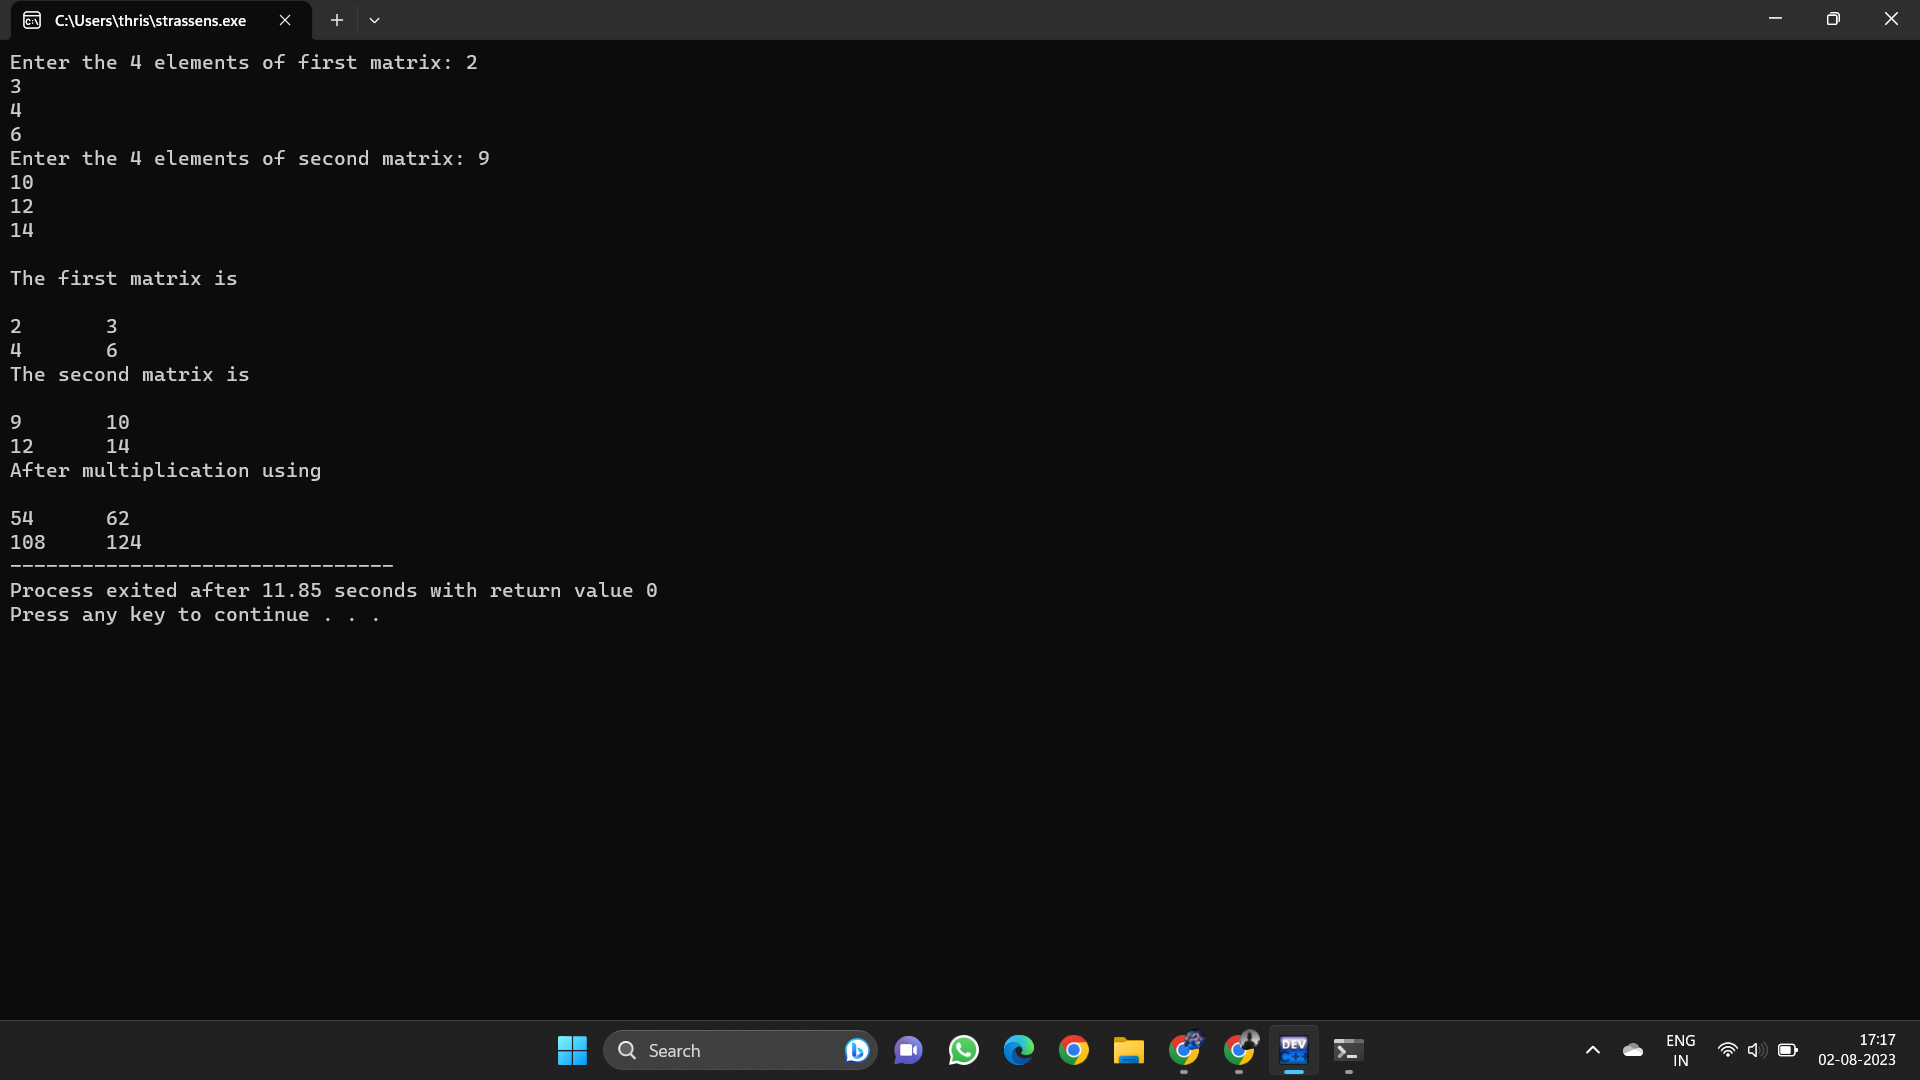 C:\Users\thris\strassens.exe
Enter the 4 elements of first matrix: 2
3
4
6
Enter the 4 elements of second matrix: 9
10
12
14
The first matrix is
2 3
4 6
The second matrix is
9 10
12 14
After multiplication using
54 62
108 124
--------------------------------
Process exited after 11.85 seconds with return value 0
Press any key to continue . . .
Search
DEV
C++
ENG
IN
17:17
02-08-2023